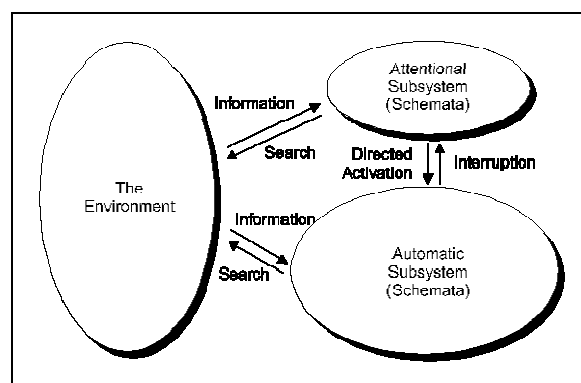 Attentional
Subsystem
(Schemata)
Information
Search
Directed
Activation
Interruption
The
Environment
Information
Search
Automatic
Subsystem
(Schemata)